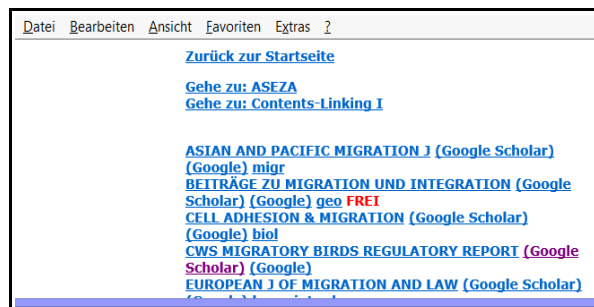 Datei Bearbeiten Ansicht Favoriten Extras ?
Zurück zur Startseite
Gehe zu: ASEZA
Gehe zu: Contents-Linking I
ASIAN AND PACIFIC MIGRATION J (Google Scholar)
(Google) migr
BEITRÄGE ZU MIGRATION UND INTEGRATION (Google
Scholar) (Google) geo FREI
CELL ADHESION & MIGRATION (Google Scholar)
(Google) biol
CWS MIGRATORY BIRDS REGULATORY REPORT (Google
Scholar) (Google)
EUROPEAN J OF MIGRATION AND LAW (Google Scholar)